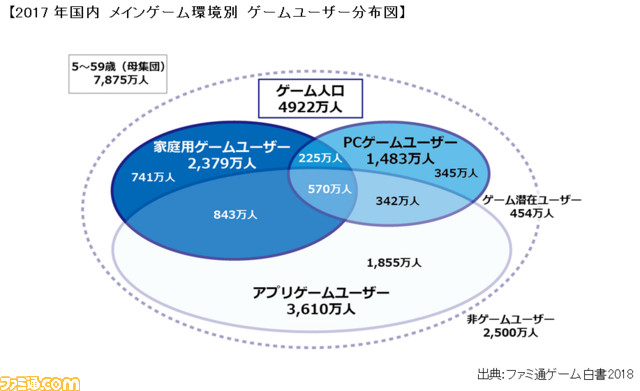 【2017年国内 メインゲーム環境別 ゲームユーザー分布図】
5～59歳（母集団）
7,875万人
ゲーム人口
4922万人
家庭用ゲームユーザー
2,379万人
PCゲームユーザー
1,483万人
225万人
741万人
345万人
570万人
342万人
843万人
ゲーム潜在ユーザー
454万人
1,855万人
アプリゲームユーザー
3,610万人
非ゲームユーザー
2,500万人
ファミ通.com
出典:ファミ通ゲーム白書2018